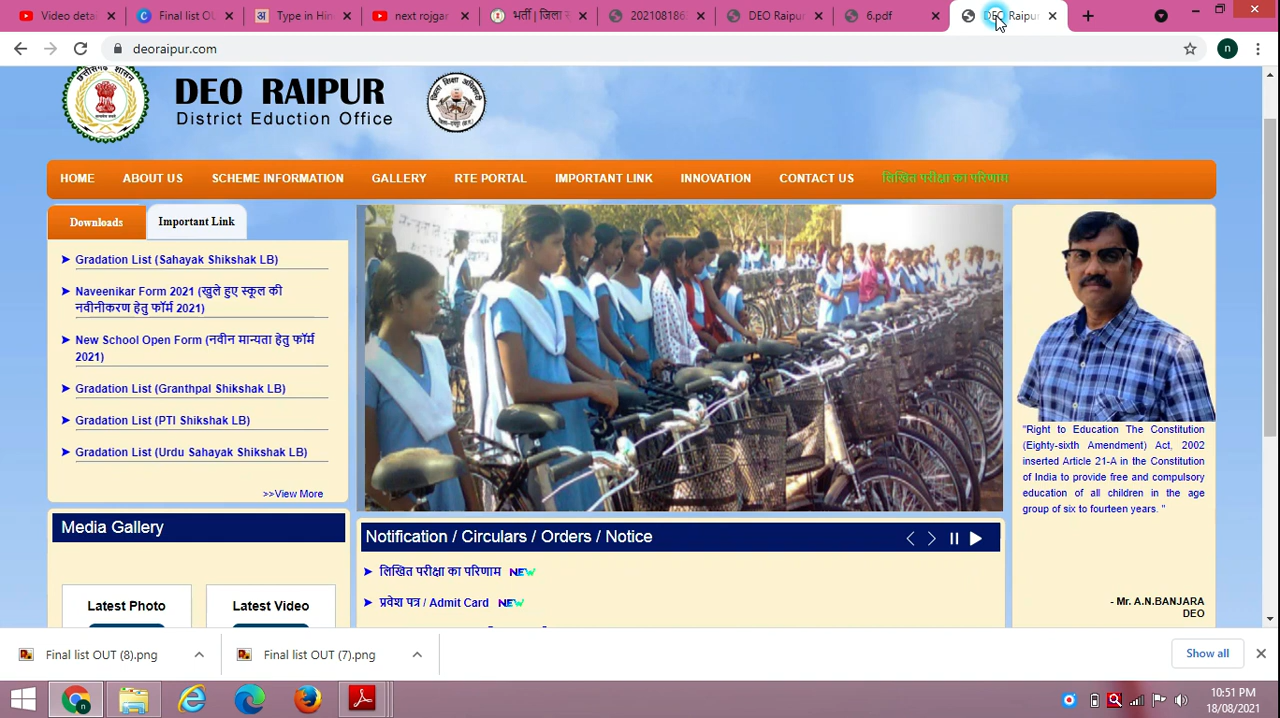 Video detai
Final list OU
Type in Hin
next rojgar
भर्ती | जिला र
202108186
DEO Raipur
6.pdf
DEO Raipur
deoraipur.com
n
DEO RAIPUR
District Eduction Office
HOME
ABOUT US
SCHEME INFORMATION
GALLERY
RTE PORTAL
IMPORTANT LINK
INNOVATION
CONTACT US
लिखित परीक्षा का परिणाम
Downloads
Important Link
Gradation List (Sahayak Shikshak LB)
Naveenikar Form 2021 (खुले हुए स्कूल की
नवीनीकरण हेतु फॉर्म 2021)
New School Open Form (नवीन मान्यता हेतु फॉर्म
2021)
Gradation List (Granthpal Shikshak LB)
Gradation List (PTI Shikshak LB)
Gradation List (Urdu Sahayak Shikshak LB)
>>View More
Media Gallery
Latest Photo
Latest Video
Notification / Circulars / Orders / Notice
लिखित परीक्षा का परिणाम NEW
प्रवेश पत्र / Admit Card NEW
"Right to Education The Constitution
(Eighty-sixth Amendment) Act, 2002
inserted Article 21-A in the Constitution
of India to provide free and compulsory
education of all children in the age
group of six to fourteen years. "
- Mr. A.N.BANJARA
DEO
Final list OUT (8).png
Final list OUT (7).png
Show all
10:51 PM
18/08/2021